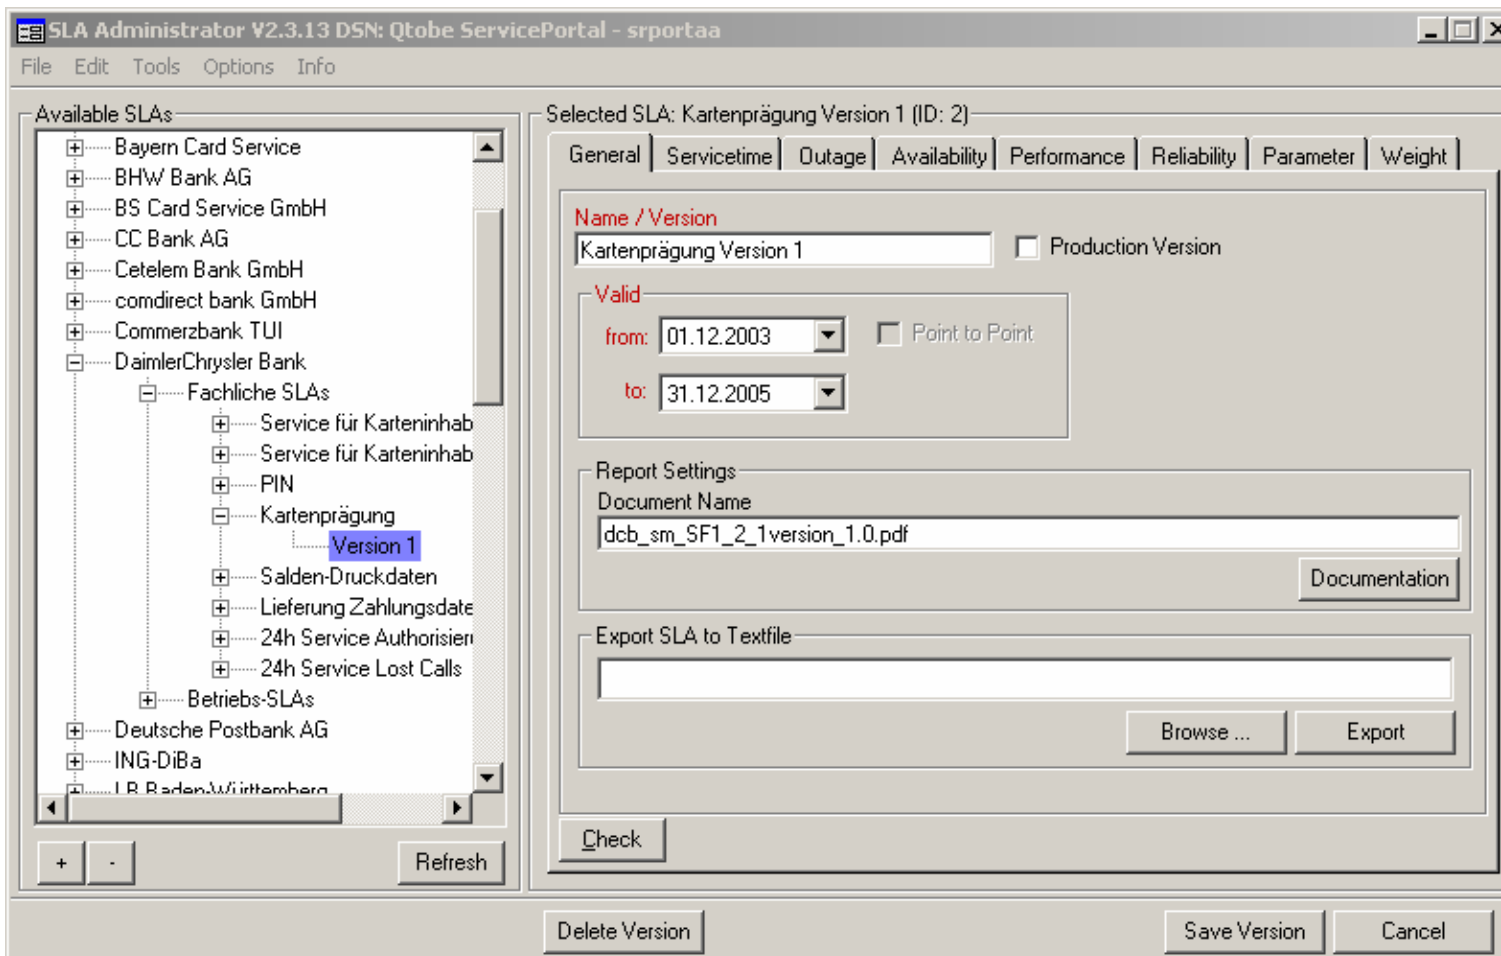 SLA Administrator V2.3.13 DSN: Qtobe ServicePortal - srportaa
File Edit Tools Options Info
Available SLAs
Bayern Card Service
BHW Bank AG
BS Card Service GmbH
CC Bank AG
Cetelem Bank GmbH
comdirect bank GmbH
Commerzbank TUI
DaimlerChrysler Bank
Fachliche SLAs
Service für Karteninhab
Service für Karteninhab
PIN
Kartenprägung
Version 1
Salden-Druckdaten
Lieferung Zahlungsdate
24h Service Authorisier
24h Service Lost Calls
Betriebs-SLAs
Deutsche Postbank AG
ING-DiBa
LB Baden-Württemberg
+ - Refresh
Selected SLA: Kartenprägung Version 1 (ID: 2)
General Servicetime Outage Availability Performance Reliability Parameter Weight
Name / Version
Kartenprägung Version 1 Production Version
Valid
from: 01.12.2003 Point to Point
to: 31.12.2005
Report Settings
Document Name
dcb_sm_SF1_2_1version_1.0.pdf
Documentation
Export SLA to Textfile
Browse ... Export
Check
Delete Version Save Version Cancel